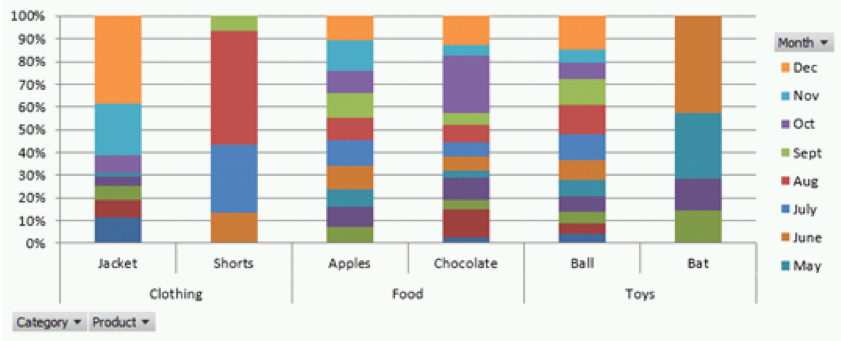 100%
90%
80%
70%
60%
50%
40%
30%
20%
10%
0%
Jacket Shorts Apples Chocolate Ball Bat
Clothing Food Toys
Month
Dec
Nov
Oct
Sept
Aug
July
June
May
Category Product